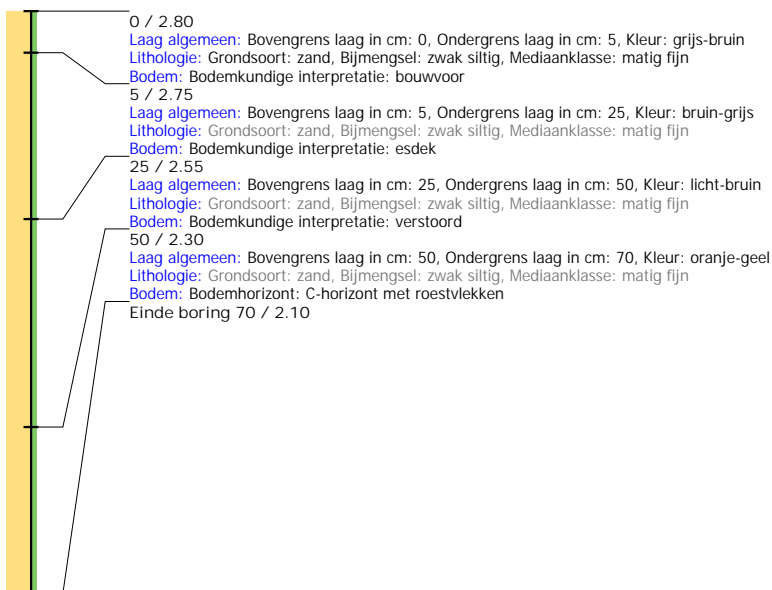 0 / 2.80
Laag algemeen: Bovengrens laag in cm: 0, Ondergrens laag in cm: 5, Kleur: grijs-bruin
Lithologie: Grondsoort: zand, Bijmengsel: zwak siltig, Mediaanklasse: matig fijn
Bodem: Bodemkundige interpretatie: bouwvoor
5 / 2.75
Laag algemeen: Bovengrens laag in cm: 5, Ondergrens laag in cm: 25, Kleur: bruin-grijs
Lithologie: Grondsoort: zand, Bijmengsel: zwak siltig, Mediaanklasse: matig fijn
Bodem: Bodemkundige interpretatie: esdek
25 / 2.55
Laag algemeen: Bovengrens laag in cm: 25, Ondergrens laag in cm: 50, Kleur: licht-bruin
Lithologie: Grondsoort: zand, Bijmengsel: zwak siltig, Mediaanklasse: matig fijn
Bodem: Bodemkundige interpretatie: verstoord
50 / 2.30
Laag algemeen: Bovengrens laag in cm: 50, Ondergrens laag in cm: 70, Kleur: oranje-geel
Lithologie: Grondsoort: zand, Bijmengsel: zwak siltig, Mediaanklasse: matig fijn
Bodem: Bodemhorizont: C-horizont met roestvlekken
Einde boring 70 / 2.10